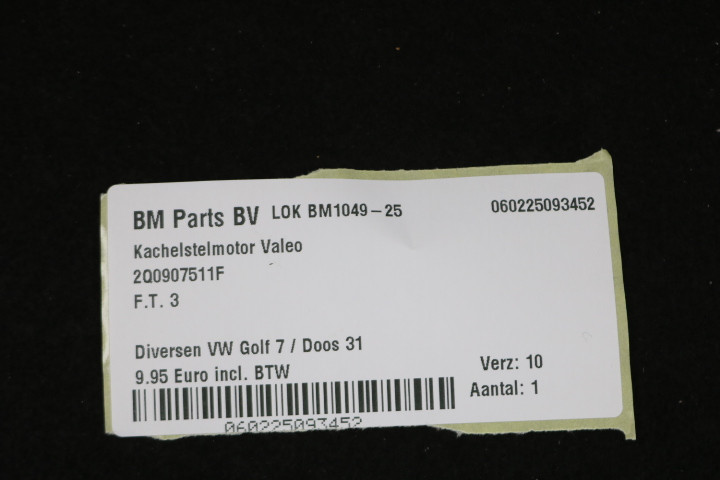 BM Parts BV LOK BM1049-25 060225093452
Kachelstelmotor Valeo
2Q0907511F
F.T. 3
Diversen VW Golf 7 / Doos 31
9.95 Euro incl. BTW
Verz: 10
Aantal: 1
060225093452